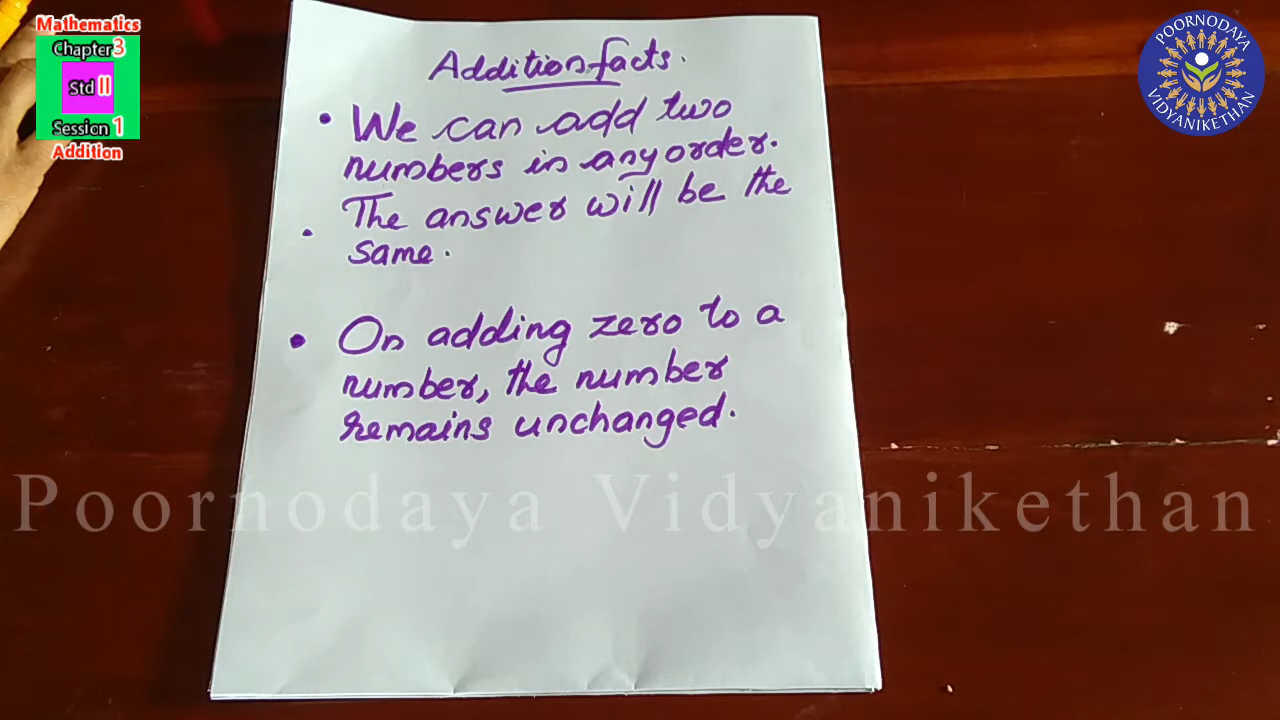 Mathematics
Chapter 3
Std II
Session 1
Addition
POORNODAYA
VIDYANIKETHAN
Addition facts.
• We can add two
numbers in any order.
• The answer will be the
same.
• On adding zero to a
number, the number
remains unchanged.
Poornodaya Vidyanikethan